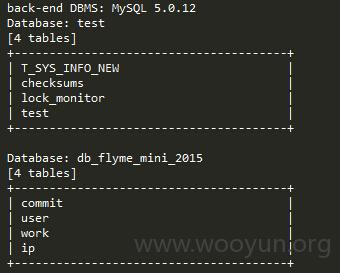 back-end DBMS: MySQL 5.0.12
Database: test
[4 tables]
+---------------------------------------+
| T_SYS_INFO_NEW                        |
| checksums                             |
| lock_monitor                          |
| test                                  |
+---------------------------------------+
Database: db_flyme_mini_2015
[4 tables]
+---------------------------------------+
| commit                                |
| user                                  |
| work                                  |
| ip                                    |
+---------------------------------------+
www.wooyun.org